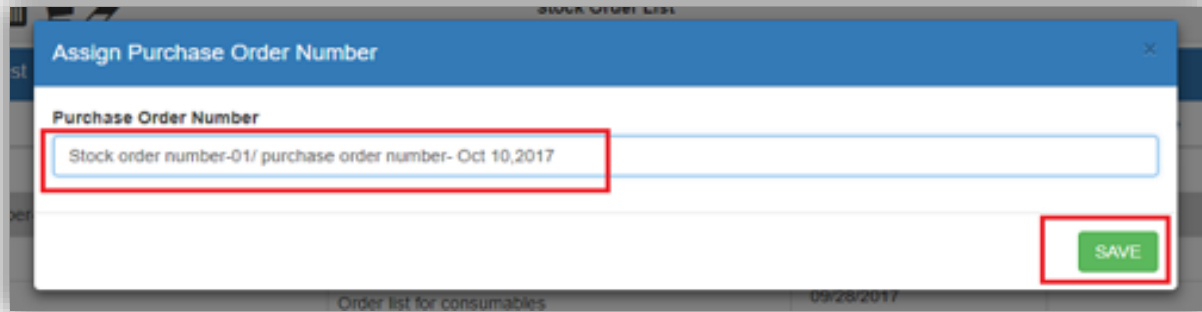 Stock Order List
Assign Purchase Order Number
×
st
Purchase Order Number
Stock order number-01/ purchase order number- Oct 10,2017
SAVE
Order list for consumables
09/28/2017